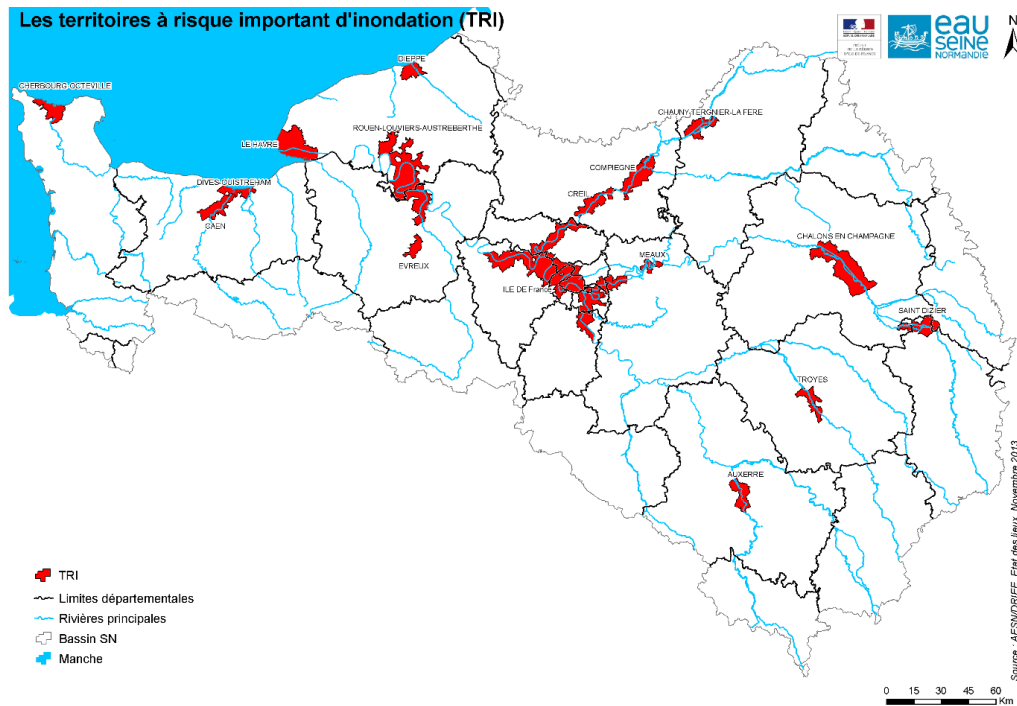 Les territoires à risque important d'inondation (TRI)
eau
SEINE
NORMANDIE
N
DIEPPE
CHERBOURG-OCTEVILLE
CHAUNY-TERGNIER-LA FERE
ROUEN-LOUVIERS-AUSTREBERTHE
LE HAVRE
COMPIEGNE
DIVES-OUISTREHAM
CREIL
CAEN
CHALONS EN CHAMPAGNE
MEAUX
EVREUX
ILE DE France
SAINT DIZIER
TROYES
AUXERRE
TRI
Limites départementales
Rivières principales
Bassin SN
Manche
Source : AESN/DRIEE, Etat des lieux, Novembre 2013
0 15 30 45 60
Km